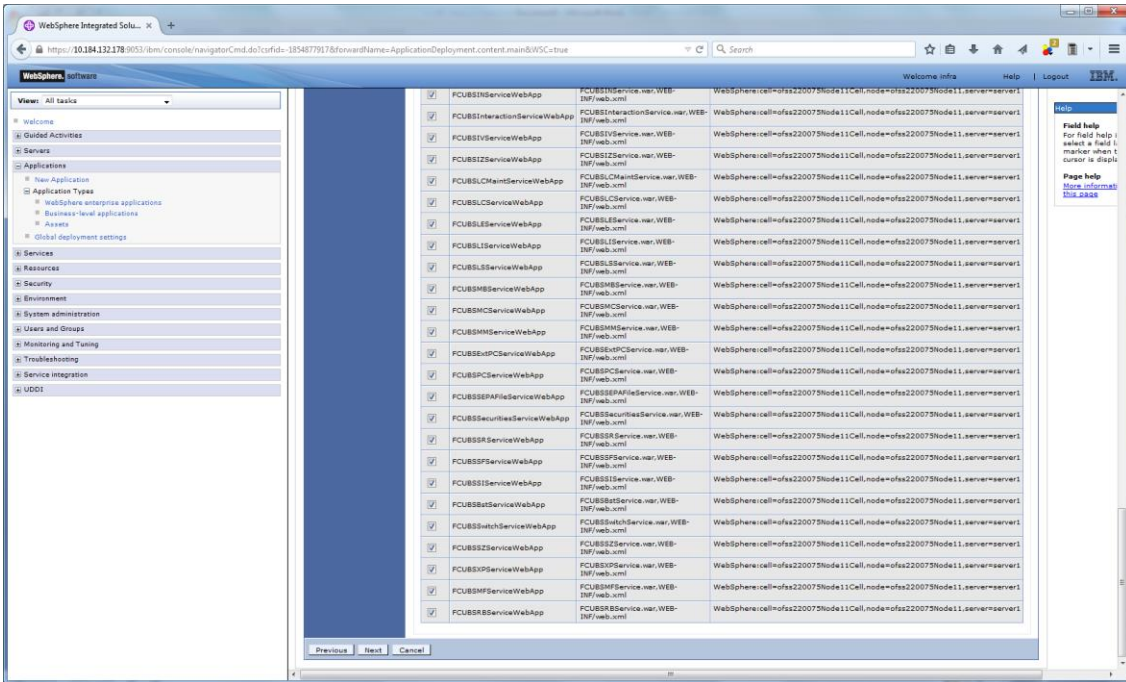 WebSphere Integrated Solu... × +
https://10.184.132.178:9053/ibm/console/navigatorCmd.do?csrfid=-1854877917&forwardName=ApplicationDeployment.content.main&WSC=true
Search
WebSphere. software
Welcome infra Help | Logout IBM.
View: All tasks
Welcome
Guided Activities
Servers
Applications
New Application
Application Types
WebSphere enterprise applications
Business-level applications
Assets
Global deployment settings
Services
Resources
Security
Environment
System administration
Users and Groups
Monitoring and Tuning
Troubleshooting
Service integration
UDDI
FCUBSINServiceWebApp FCUBSINService.war,WEB-INF/web.xml WebSphere:cell=ofss220075Node11Cell,node=ofss220075Node11,server=server1
FCUBSInteractionServiceWebApp FCUBSInteractionService.war,WEB-INF/web.xml WebSphere:cell=ofss220075Node11Cell,node=ofss220075Node11,server=server1
FCUBSIVServiceWebApp FCUBSIVService.war,WEB-INF/web.xml WebSphere:cell=ofss220075Node11Cell,node=ofss220075Node11,server=server1
FCUBSIZServiceWebApp FCUBSIZService.war,WEB-INF/web.xml WebSphere:cell=ofss220075Node11Cell,node=ofss220075Node11,server=server1
FCUBSLCMaintServiceWebApp FCUBSLCMaintService.war,WEB-INF/web.xml WebSphere:cell=ofss220075Node11Cell,node=ofss220075Node11,server=server1
FCUBSLCServiceWebApp FCUBSLCService.war,WEB-INF/web.xml WebSphere:cell=ofss220075Node11Cell,node=ofss220075Node11,server=server1
FCUBSLEServiceWebApp FCUBSLEService.war,WEB-INF/web.xml WebSphere:cell=ofss220075Node11Cell,node=ofss220075Node11,server=server1
FCUBSLIServiceWebApp FCUBSLIService.war,WEB-INF/web.xml WebSphere:cell=ofss220075Node11Cell,node=ofss220075Node11,server=server1
FCUBSLSServiceWebApp FCUBSLSService.war,WEB-INF/web.xml WebSphere:cell=ofss220075Node11Cell,node=ofss220075Node11,server=server1
FCUBSMBServiceWebApp FCUBSMBService.war,WEB-INF/web.xml WebSphere:cell=ofss220075Node11Cell,node=ofss220075Node11,server=server1
FCUBSMCServiceWebApp FCUBSMCService.war,WEB-INF/web.xml WebSphere:cell=ofss220075Node11Cell,node=ofss220075Node11,server=server1
FCUBSMMServiceWebApp FCUBSMMService.war,WEB-INF/web.xml WebSphere:cell=ofss220075Node11Cell,node=ofss220075Node11,server=server1
FCUBSExtPCServiceWebApp FCUBSExtPCService.war,WEB-INF/web.xml WebSphere:cell=ofss220075Node11Cell,node=ofss220075Node11,server=server1
FCUBSPCServiceWebApp FCUBSPCService.war,WEB-INF/web.xml WebSphere:cell=ofss220075Node11Cell,node=ofss220075Node11,server=server1
FCUBSSEPAFileServiceWebApp FCUBSSEPAFileService.war,WEB-INF/web.xml WebSphere:cell=ofss220075Node11Cell,node=ofss220075Node11,server=server1
FCUBSSecuritiesServiceWebApp FCUBSSecuritiesService.war,WEB-INF/web.xml WebSphere:cell=ofss220075Node11Cell,node=ofss220075Node11,server=server1
FCUBSSRServiceWebApp FCUBSSRService.war,WEB-INF/web.xml WebSphere:cell=ofss220075Node11Cell,node=ofss220075Node11,server=server1
FCUBSSFServiceWebApp FCUBSSFService.war,WEB-INF/web.xml WebSphere:cell=ofss220075Node11Cell,node=ofss220075Node11,server=server1
FCUBSSIServiceWebApp FCUBSSIService.war,WEB-INF/web.xml WebSphere:cell=ofss220075Node11Cell,node=ofss220075Node11,server=server1
FCUBSBstServiceWebApp FCUBSBstService.war,WEB-INF/web.xml WebSphere:cell=ofss220075Node11Cell,node=ofss220075Node11,server=server1
FCUBSSwitchServiceWebApp FCUBSSwitchService.war,WEB-INF/web.xml WebSphere:cell=ofss220075Node11Cell,node=ofss220075Node11,server=server1
FCUBSSZServiceWebApp FCUBSSZService.war,WEB-INF/web.xml WebSphere:cell=ofss220075Node11Cell,node=ofss220075Node11,server=server1
FCUBSXPServiceWebApp FCUBSXPService.war,WEB-INF/web.xml WebSphere:cell=ofss220075Node11Cell,node=ofss220075Node11,server=server1
FCUBSMFServiceWebApp FCUBSMFService.war,WEB-INF/web.xml WebSphere:cell=ofss220075Node11Cell,node=ofss220075Node11,server=server1
FCUBSRBServiceWebApp FCUBSRBService.war,WEB-INF/web.xml WebSphere:cell=ofss220075Node11Cell,node=ofss220075Node11,server=server1
Previous Next Cancel
Help
Field help
For field help i
select a field l
marker when t
cursor is displa
Page help
More informati
this page